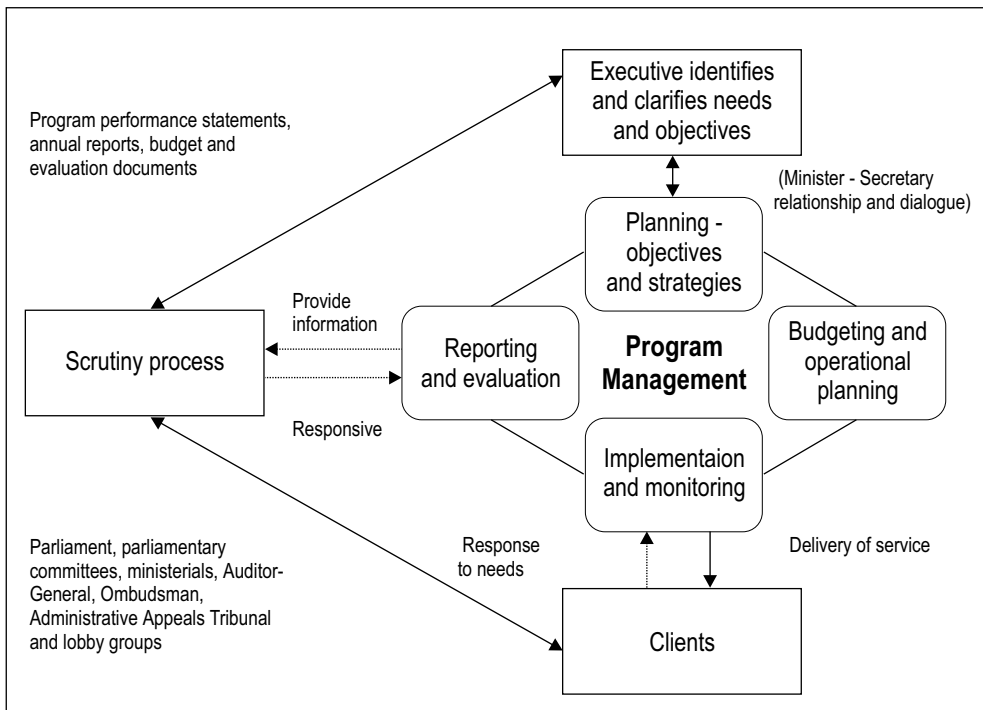 Executive identifies
and clarifies needs
and objectives
Program performance statements,
annual reports, budget and
evaluation documents
(Minister - Secretary
relationship and dialogue)
Planning -
objectives
and strategies
Provide
information
Scrutiny process
Reporting
and evaluation
Program
Management
Budgeting and
operational
planning
Responsive
Implementaion
and monitoring
Parliament, parliamentary
committees, ministerials, Auditor-
General, Ombudsman,
Administrative Appeals Tribunal
and lobby groups
Response
to needs
Delivery of service
Clients